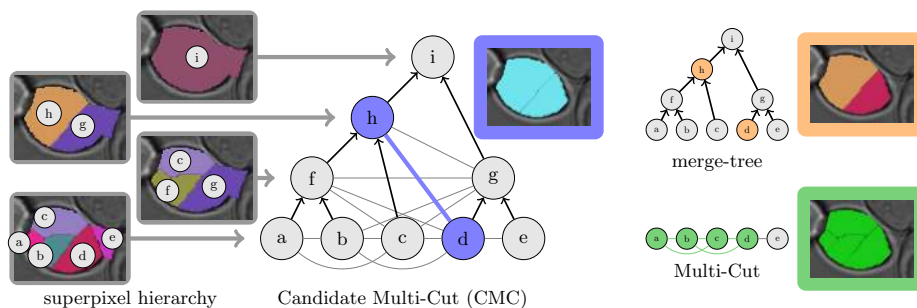 i
h
g
c
f
g
c
a
b
d
e
superpixel hierarchy
i
h
f
g
a
b
c
d
e
Candidate Multi-Cut (CMC)
i
h
f
g
a
b
c
d
e
merge-tree
a
b
c
d
e
Multi-Cut